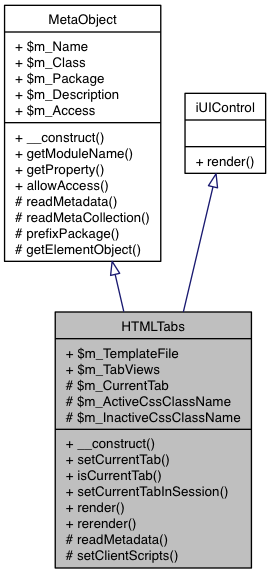 MetaObject
+ $m_Name
+ $m_Class
+ $m_Package
+ $m_Description
+ $m_Access
+ __construct()
+ getModuleName()
+ getProperty()
+ allowAccess()
# readMetadata()
# readMetaCollection()
# prefixPackage()
# getElementObject()
iUIControl
+ render()
HTMLTabs
+ $m_TemplateFile
+ $m_TabViews
# $m_CurrentTab
# $m_ActiveCssClassName
# $m_InactiveCssClassName
+ __construct()
+ setCurrentTab()
+ isCurrentTab()
+ setCurrentTabInSession()
+ render()
+ rerender()
# readMetadata()
# setClientScripts()